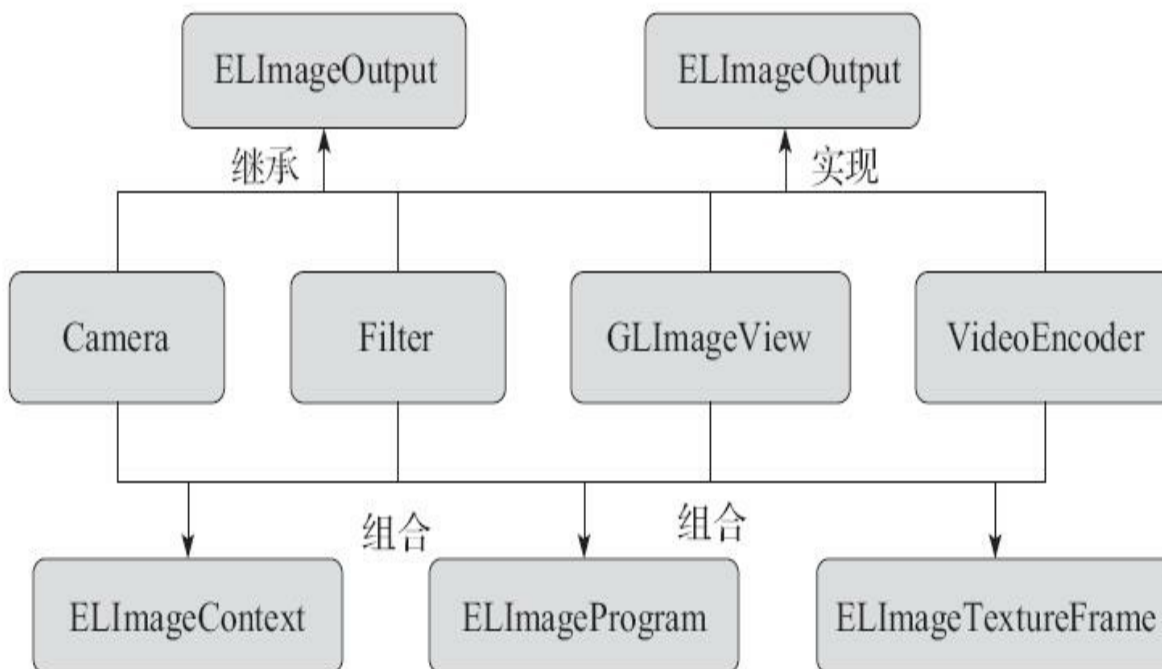 ELImageOutput
ELImageOutput
继承
实现
Camera
Filter
GLImageView
VideoEncoder
组合
组合
ELImageContext
ELImageProgram
ELImageTextureFrame